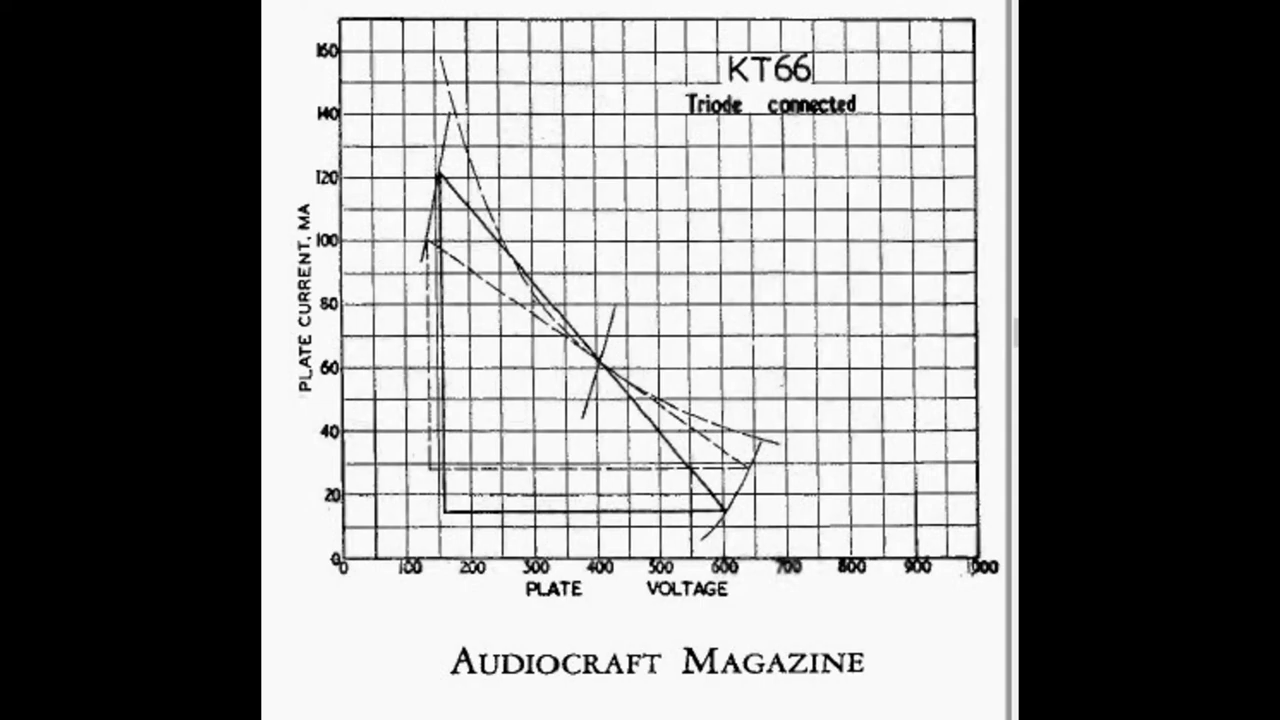 KT66
Triode connected
160
140
120
100
80
60
40
20
0
PLATE CURRENT, MA
0 100 200 300 400 500 600 700 800 900 1000
PLATE VOLTAGE
AUDIOCRAFT MAGAZINE